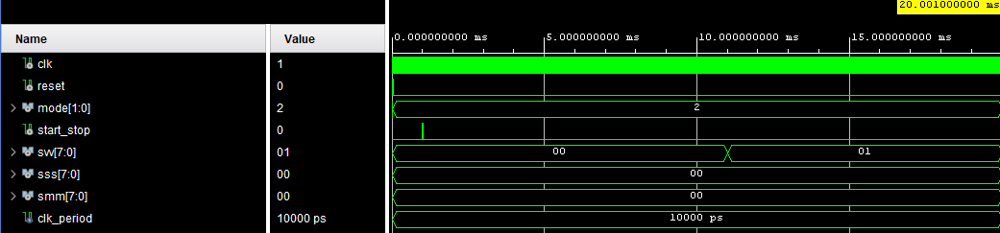 20.001000000 ms
Name Value 0.000000000 ms 5.000000000 ms 10.000000000 ms 15.000000000 ms
clk 1
reset 0
mode[1:0] 2 2
start_stop 0
sw[7:0] 01 00 01
sss[7:0] 00 00
smm[7:0] 00 00
clk_period 10000 ps 10000 ps